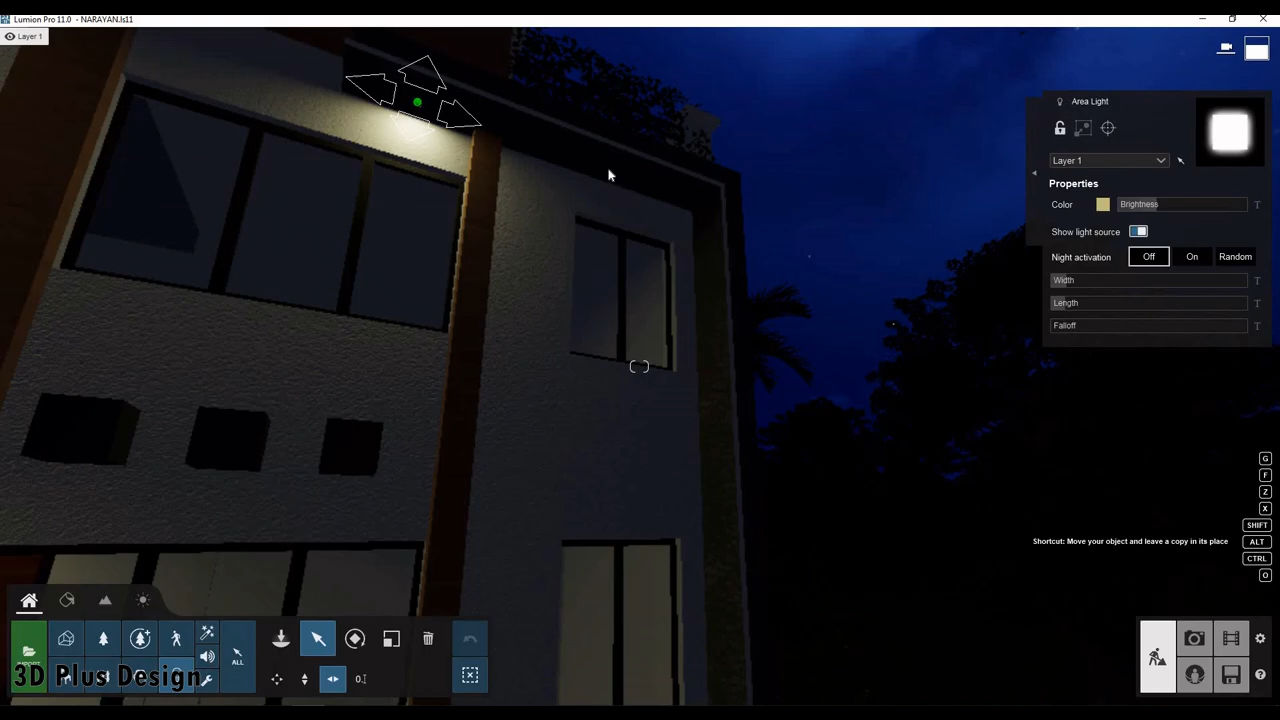 Lumion Pro 11.0 - NARAYAN.ls11
Layer 1
Area Light
Layer 1
Properties
Color
Brightness
T
Show light source
Night activation
Off
On
Random
Width
T
Length
T
Falloff
T
G
F
Z
X
SHIFT
Shortcut: Move your object and leave a copy in its place
ALT
CTRL
O
ALL
3D Plus Design